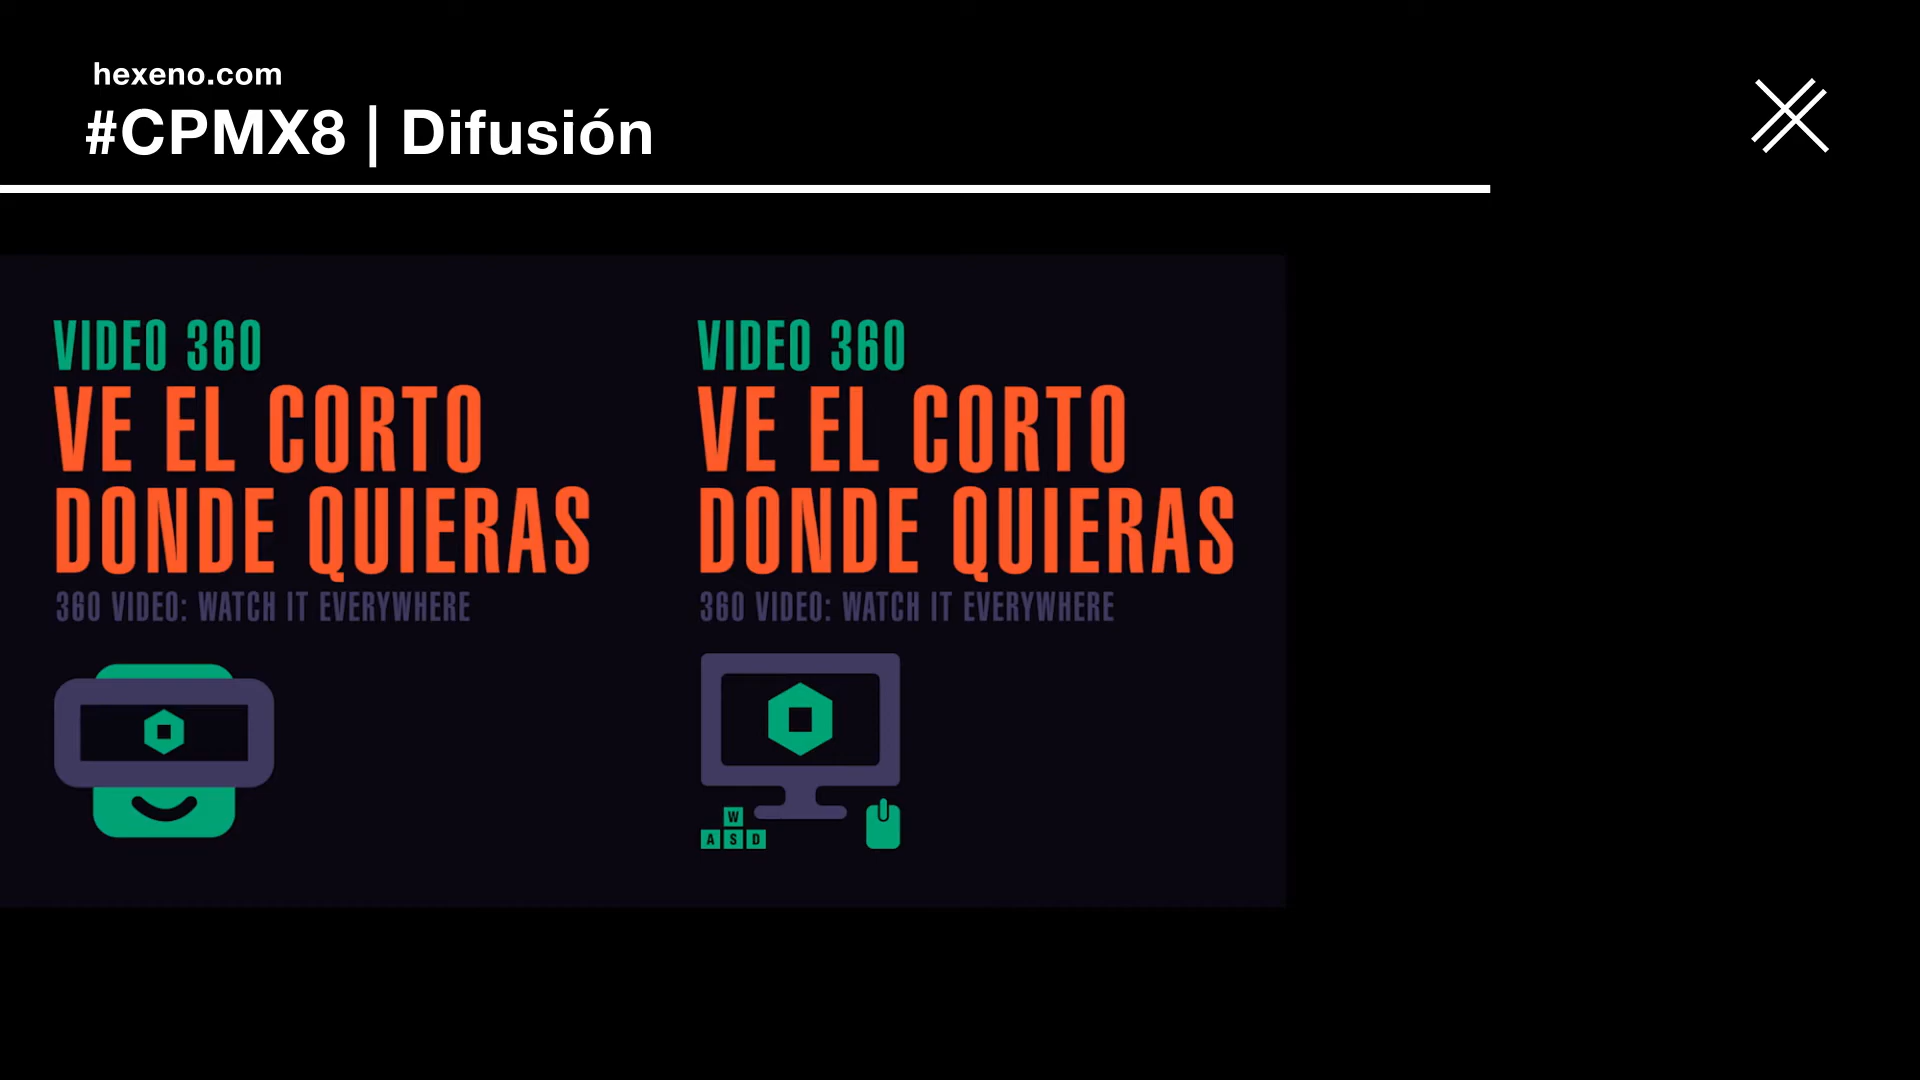 hexeno.com
#CPMX8 | Difusión
VIDEO 360
VE EL CORTO
DONDE QUIERAS
360 VIDEO: WATCH IT EVERYWHERE
VIDEO 360
VE EL CORTO
DONDE QUIERAS
360 VIDEO: WATCH IT EVERYWHERE
W
A S D